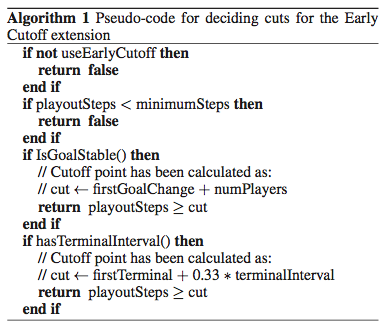 Algorithm 1 Pseudo-code for deciding cuts for the Early
Cutoff extension
if not useEarlyCutoff then
return false
end if
if playoutSteps < minimumSteps then
return false
end if
if IsGoalStable() then
// Cutoff point has been calculated as:
// cut ← firstGoalChange + numPlayers
return playoutSteps ≥ cut
end if
if hasTerminalInterval() then
// Cutoff point has been calculated as:
// cut ← firstTerminal + 0.33 ∗ terminalInterval
return playoutSteps ≥ cut
end if